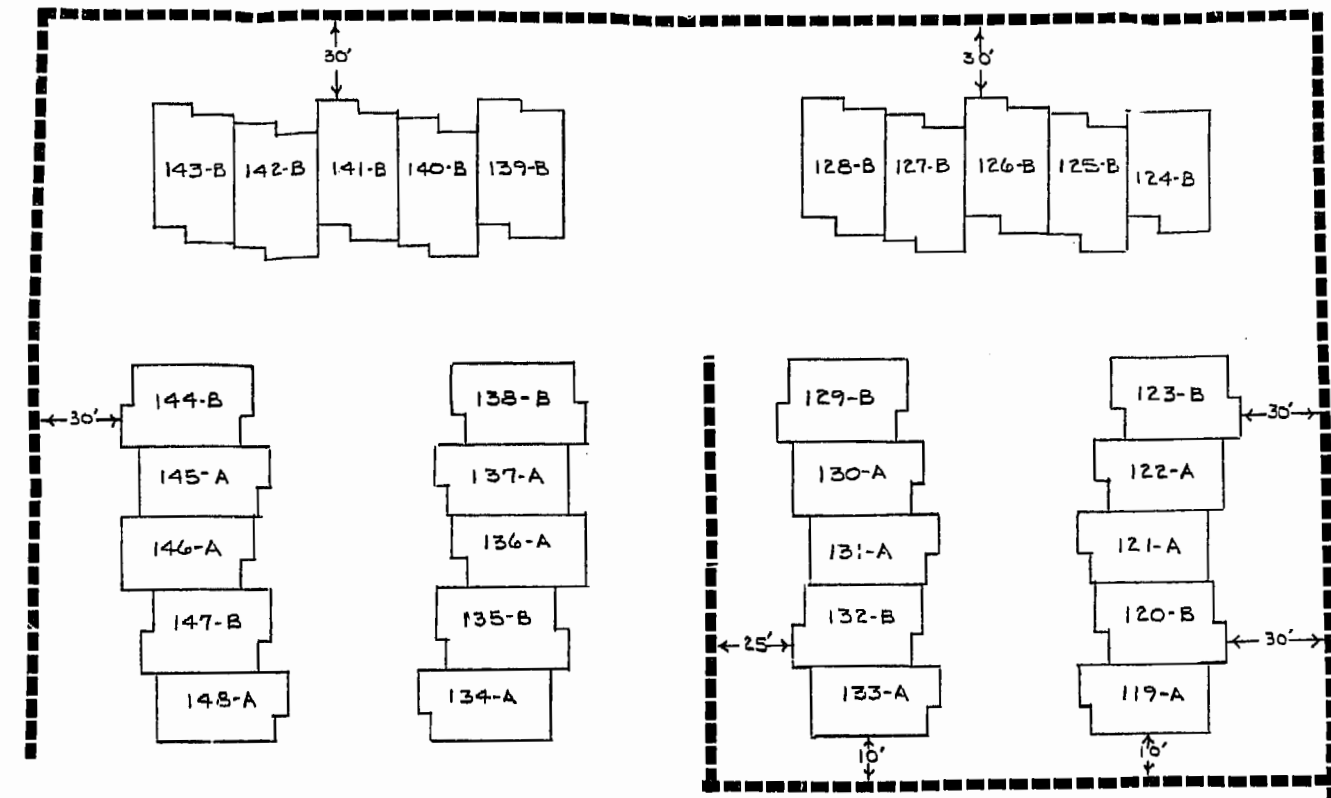 30' 30'
143-B 142-B 141-B 140-B 139-B 128-B 127-B 126-B 125-B 124-B
144-B 138-B 129-B 123-B
30' 30'
145-A 137-A 130-A 122-A
146-A 136-A 131-A 121-A
147-B 135-B 132-B 120-B
25' 30'
148-A 134-A 133-A 119-A
10' 10'